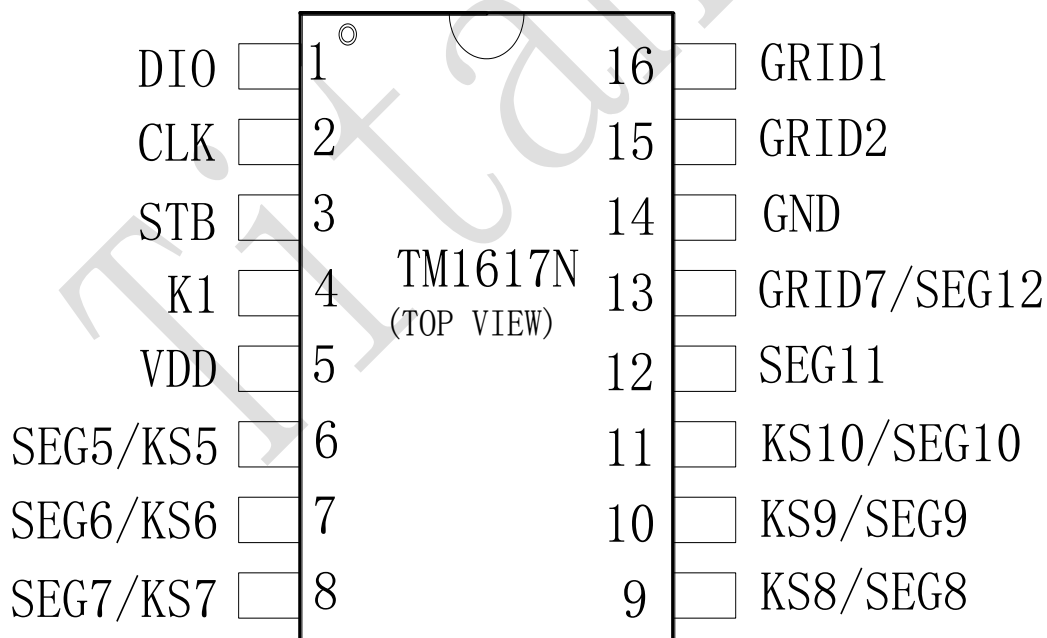 DIO 1 16 GRID1
CLK 2 15 GRID2
STB 3 14 GND
TM1617N
K1 4 13 GRID7/SEG12
(TOP VIEW)
VDD 5 12 SEG11
SEG5/KS5 6 11 KS10/SEG10
SEG6/KS6 7 10 KS9/SEG9
SEG7/KS7 8 9 KS8/SEG8
Tita